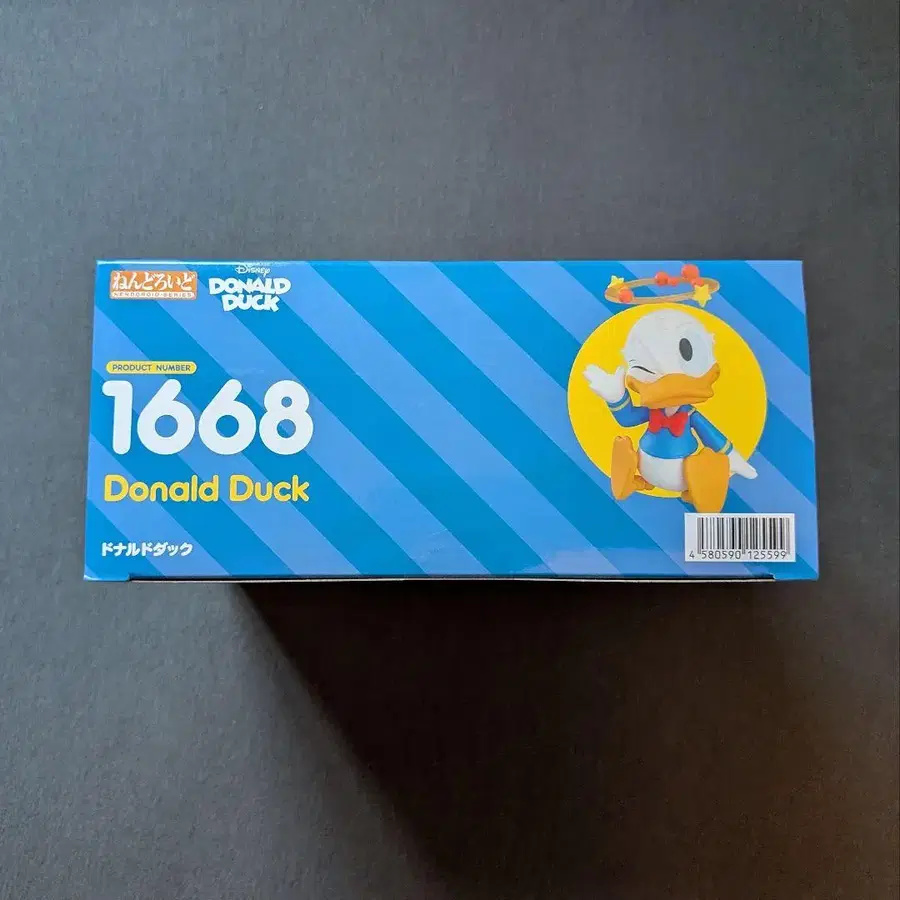 ねんどろいど
NENDOROID SERIES
Disney
DONALD
DUCK
PRODUCT NUMBER
1668
Donald Duck
ドナルドダック
4 580590 125599